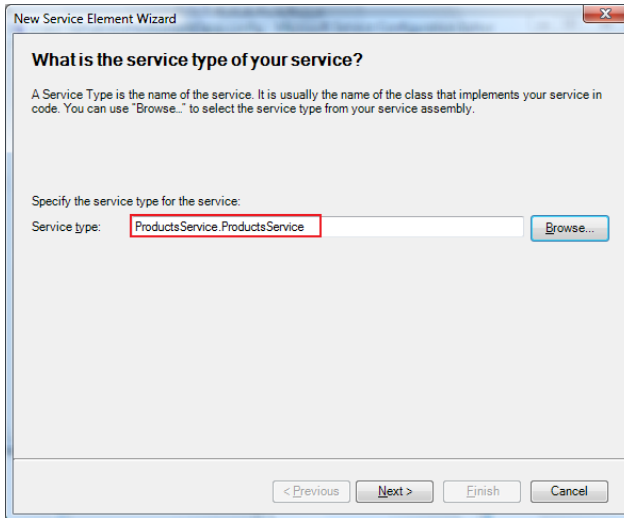 New Service Element Wizard
What is the service type of your service?
A Service Type is the name of the service. It is usually the name of the class that implements your service in
code. You can use "Browse..." to select the service type from your service assembly.
Specify the service type for the service:
Service type: ProductsService.ProductsService Browse...
< Previous Next > Finish Cancel